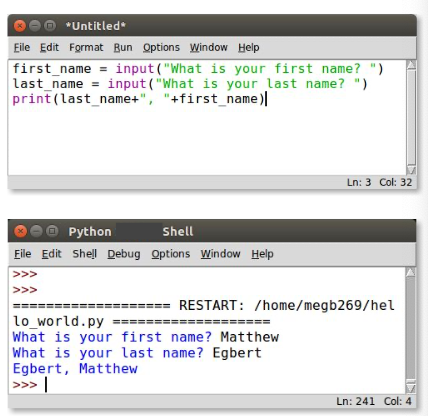 *Untitled*
File Edit Format Run Options Window Help
first_name = input("What is your first name? ")
last_name = input("What is your last name? ")
print(last_name+", "+first_name)
Ln: 3 Col: 32
Python Shell
File Edit Shell Debug Options Window Help
>>>
>>>
=================== RESTART: /home/megb269/hel
lo_world.py ===================
What is your first name? Matthew
What is your last name? Egbert
Egbert, Matthew
>>>
Ln: 241 Col: 4